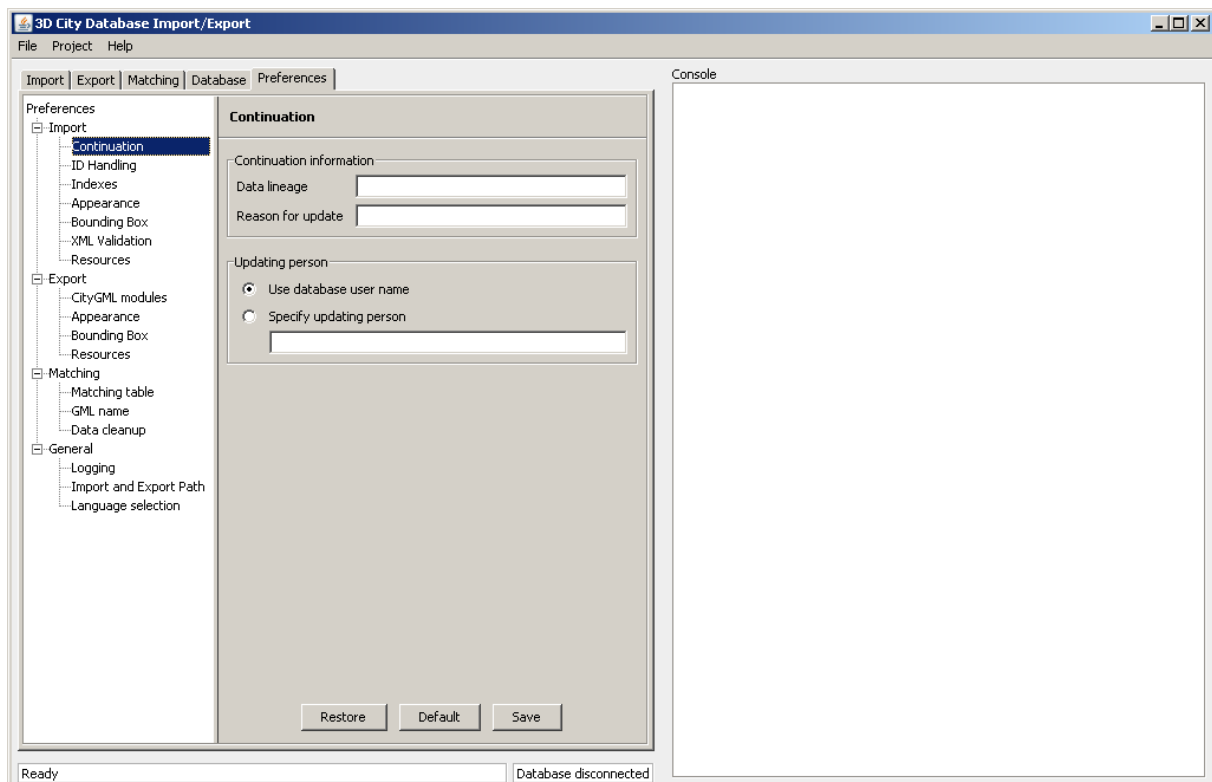 3D City Database Import/Export
File Project Help
Import Export Matching Database Preferences
Preferences
Import
Continuation
ID Handling
Indexes
Appearance
Bounding Box
XML Validation
Resources
Export
CityGML modules
Appearance
Bounding Box
Resources
Matching
Matching table
GML name
Data cleanup
General
Logging
Import and Export Path
Language selection
Continuation
Continuation information
Data lineage
Reason for update
Updating person
Use database user name
Specify updating person
Restore Default Save
Console
Ready Database disconnected